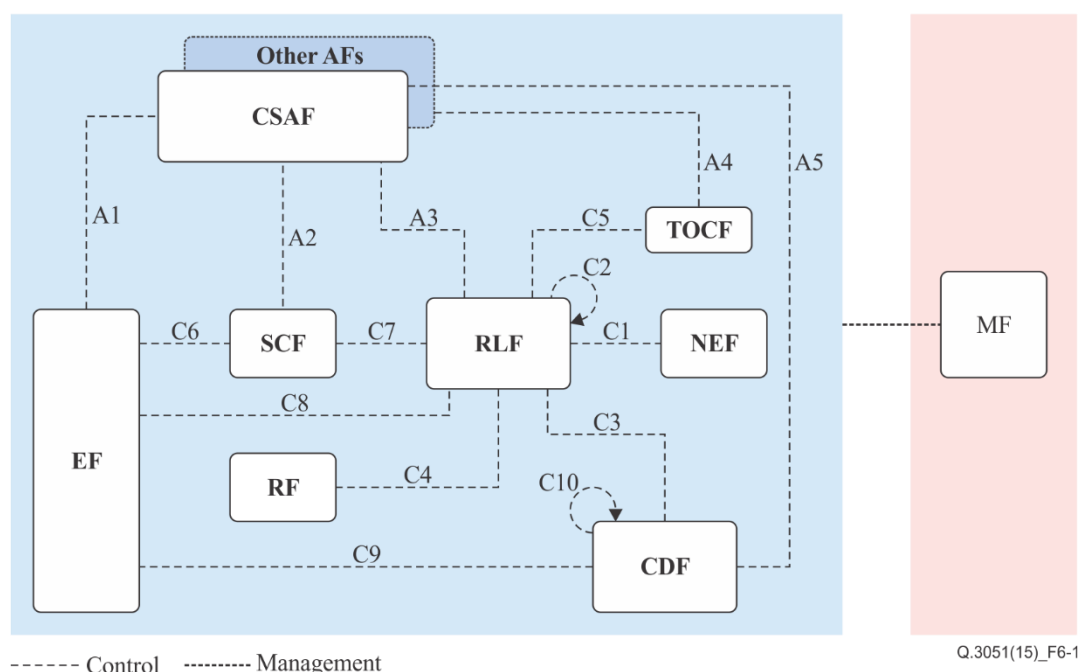 Other AFs
CSAF
A1
A2
A3
A4
A5
C5
TOCF
C2
C6
SCF
C7
RLF
C1
NEF
MF
C8
C3
EF
RF
C4
C10
C9
CDF
Control
Management
Q.3051(15)_F6-1